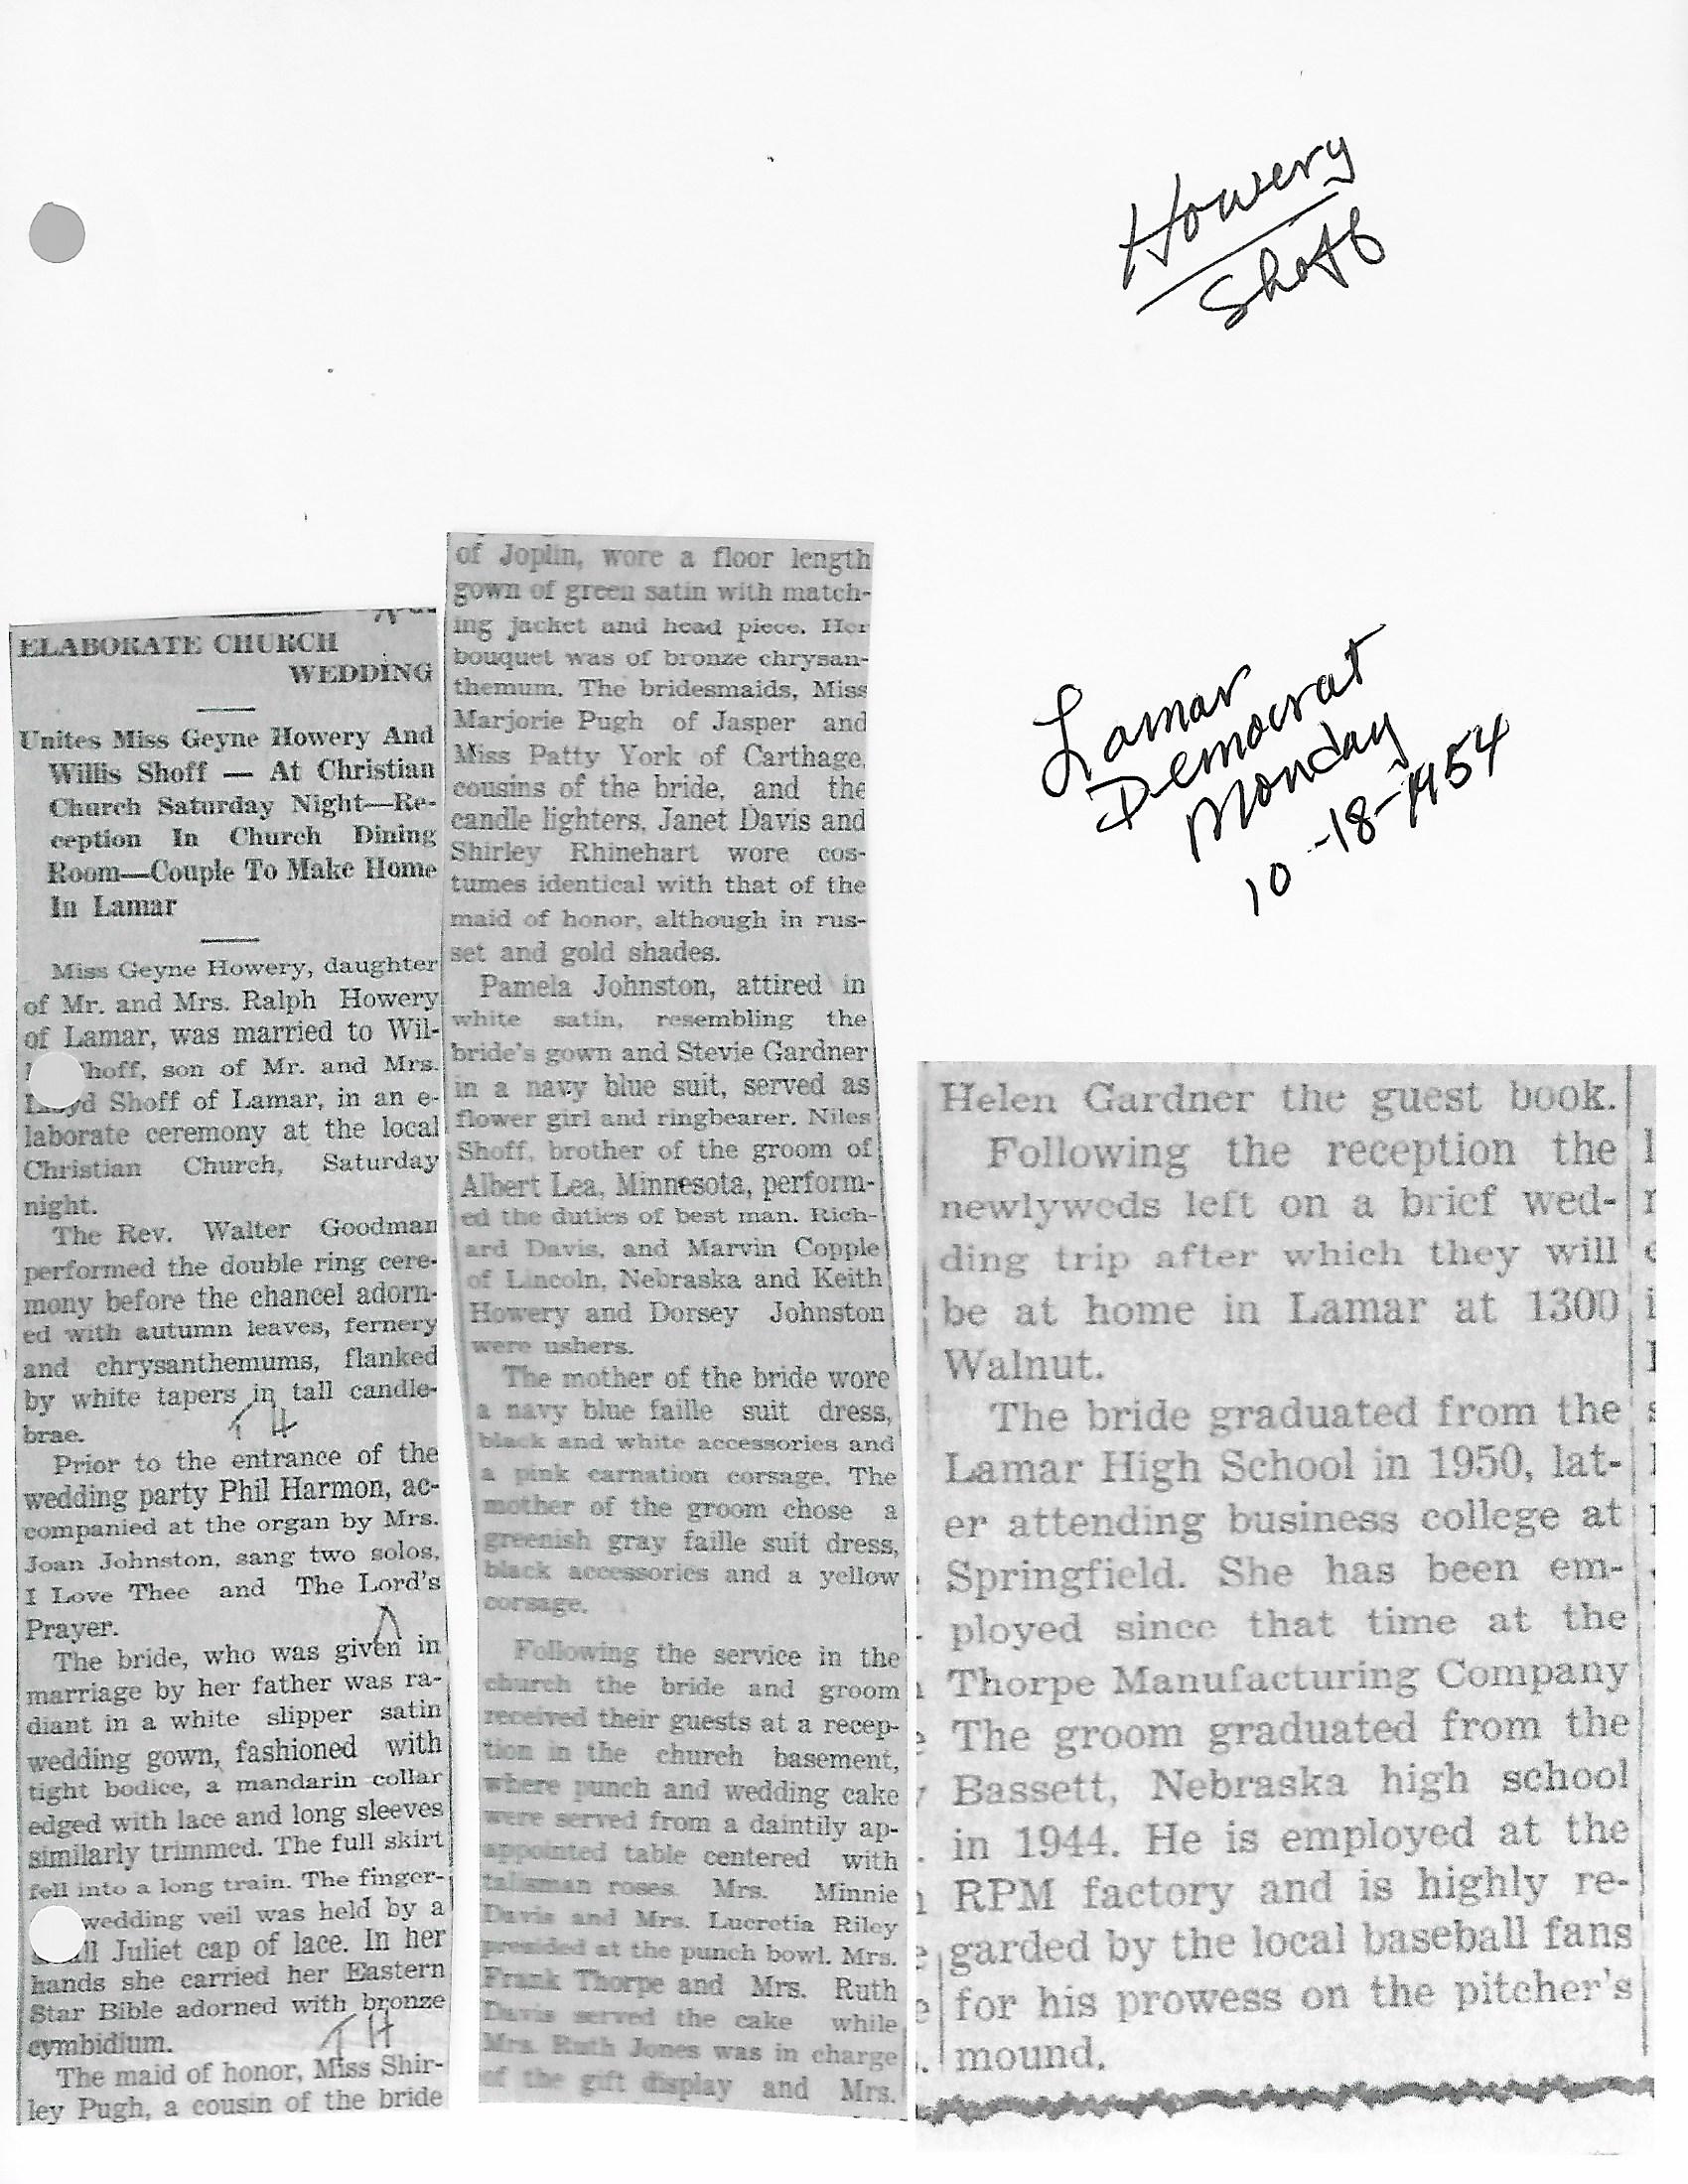 Howery
Shoff
Lamar
Democrat
Monday
10-18-1954
ELABORATE CHURCH
WEDDING
Unites Miss Geyne Howery And
Willis Shoff — At Christian
Church Saturday Night—Re-
ception In Church Dining
Room—Couple To Make Home
In Lamar
Miss Geyne Howery, daughter
of Mr. and Mrs. Ralph Howery
of Lamar, was married to Wil-
hoff, son of Mr. and Mrs.
Lloyd Shoff of Lamar, in an e-
laborate ceremony at the local
Christian Church, Saturday
night.
The Rev. Walter Goodman
performed the double ring cere-
mony before the chancel adorn-
ed with autumn leaves, fernery
and chrysanthemums, flanked
by white tapers in tall candle-
brae.
Prior to the entrance of the
wedding party Phil Harmon, ac-
companied at the organ by Mrs.
Joan Johnston, sang two solos,
I Love Thee and The Lord's
Prayer.
The bride, who was given in
marriage by her father was ra-
diant in a white slipper satin
wedding gown, fashioned with
tight bodice, a mandarin collar
edged with lace and long sleeves
similarly trimmed. The full skirt
fell into a long train. The finger-
wedding veil was held by a
ll Juliet cap of lace. In her
hands she carried her Eastern
Star Bible adorned with bronze
cymbidium.
The maid of honor, Miss Shir-
ley Pugh, a cousin of the bride
of Joplin, wore a floor length
gown of green satin with match-
ing jacket and head piece. Her
bouquet was of bronze chrysan-
themum. The bridesmaids, Miss
Marjorie Pugh of Jasper and
Miss Patty York of Carthage,
cousins of the bride, and the
candle lighters, Janet Davis and
Shirley Rhinehart wore cos-
tumes identical with that of the
maid of honor, although in rus-
set and gold shades.
Pamela Johnston, attired in
white satin, resembling the
bride's gown and Stevie Gardner
in a navy blue suit, served as
flower girl and ringbearer. Niles
Shoff, brother of the groom of
Albert Lea, Minnesota, perform-
ed the duties of best man. Rich-
ard Davis, and Marvin Copple
of Lincoln, Nebraska and Keith
Howery and Dorsey Johnston
were ushers.
The mother of the bride wore
a navy blue faille suit dress,
black and white accessories and
a pink carnation corsage. The
mother of the groom chose a
greenish gray faille suit dress,
black accessories and a yellow
corsage.
Following the service in the
church the bride and groom
received their guests at a recep-
tion in the church basement,
where punch and wedding cake
were served from a daintily ap-
appointed table centered with
talisman roses. Mrs. Minnie
Davis and Mrs. Lucretia Riley
presided at the punch bowl. Mrs.
Frank Thorpe and Mrs. Ruth
Davis served the cake while
Mrs. Ruth Jones was in charge
of the gift display and Mrs.
Helen Gardner the guest book.
Following the reception the
newlyweds left on a brief wed-
ding trip after which they will
be at home in Lamar at 1300
Walnut.
The bride graduated from the
Lamar High School in 1950, lat-
er attending business college at
Springfield. She has been em-
ployed since that time at the
Thorpe Manufacturing Company
The groom graduated from the
Bassett, Nebraska high school
in 1944. He is employed at the
RPM factory and is highly re-
garded by the local baseball fans
for his prowess on the pitcher's
mound.